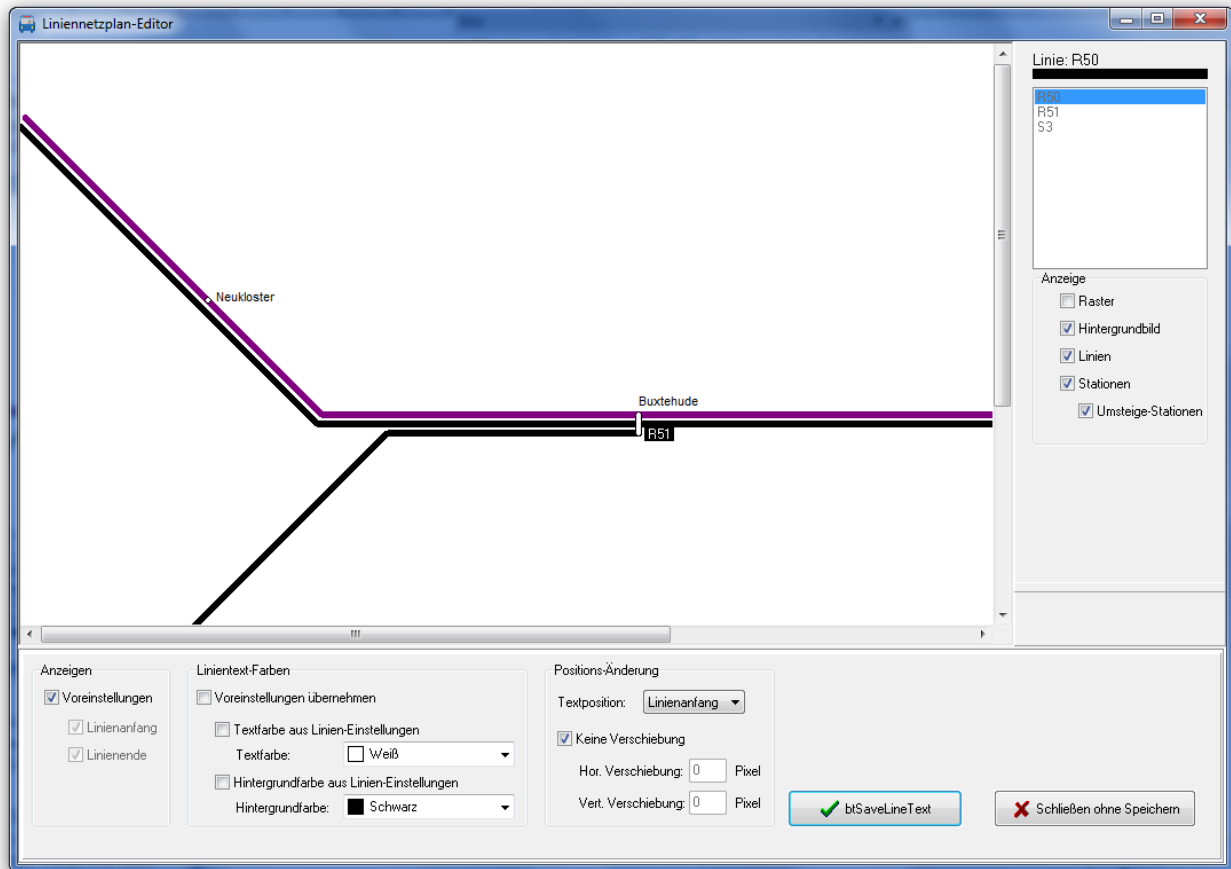 Liniennetzplan-Editor
Neukloster
Buxtehude
R51
Linie: R50
R50
R51
S3
Anzeige
Raster
Hintergrundbild
Linien
Stationen
Umsteige-Stationen
Anzeigen
Voreinstellungen
Linienanfang
Linienende
Linientext-Farben
Voreinstellungen übernehmen
Textfarbe aus Linien-Einstellungen
Textfarbe: Weiß
Hintergrundfarbe aus Linien-Einstellungen
Hintergrundfarbe: Schwarz
Positions-Änderung
Textposition: Linienanfang
Keine Verschiebung
Hor. Verschiebung: 0 Pixel
Vert. Verschiebung: 0 Pixel
btSaveLineText
Schließen ohne Speichern